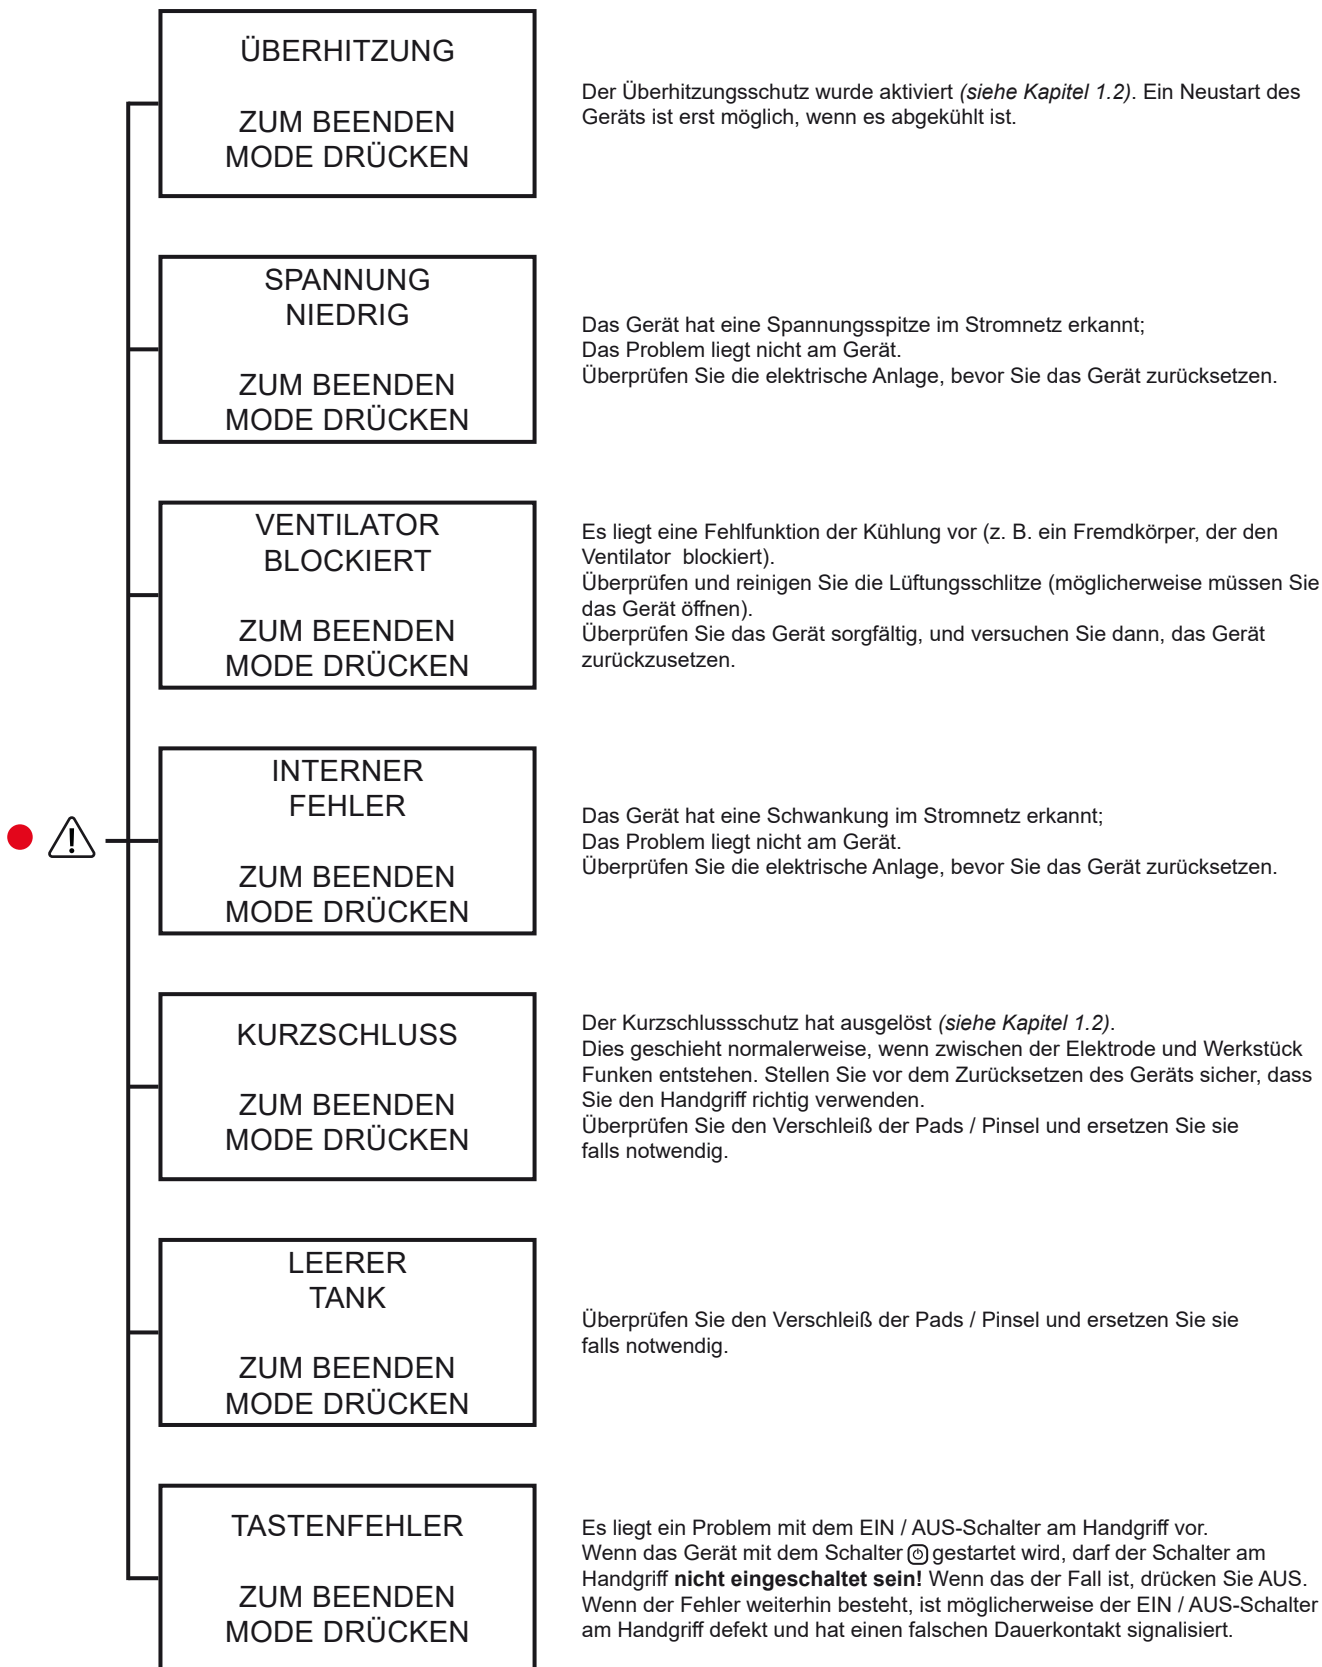 ÜBERHITZUNG
ZUM BEENDEN
MODE DRÜCKEN
Der Überhitzungsschutz wurde aktiviert (siehe Kapitel 1.2). Ein Neustart des
Geräts ist erst möglich, wenn es abgekühlt ist.
SPANNUNG
NIEDRIG
ZUM BEENDEN
MODE DRÜCKEN
Das Gerät hat eine Spannungsspitze im Stromnetz erkannt;
Das Problem liegt nicht am Gerät.
Überprüfen Sie die elektrische Anlage, bevor Sie das Gerät zurücksetzen.
VENTILATOR
BLOCKIERT
ZUM BEENDEN
MODE DRÜCKEN
Es liegt eine Fehlfunktion der Kühlung vor (z. B. ein Fremdkörper, der den
Ventilator  blockiert).
Überprüfen und reinigen Sie die Lüftungsschlitze (möglicherweise müssen Sie
das Gerät öffnen).
Überprüfen Sie das Gerät sorgfältig, und versuchen Sie dann, das Gerät
zurückzusetzen.
INTERNER
FEHLER
ZUM BEENDEN
MODE DRÜCKEN
Das Gerät hat eine Schwankung im Stromnetz erkannt;
Das Problem liegt nicht am Gerät.
Überprüfen Sie die elektrische Anlage, bevor Sie das Gerät zurücksetzen.
KURZSCHLUSS
ZUM BEENDEN
MODE DRÜCKEN
Der Kurzschlussschutz hat ausgelöst (siehe Kapitel 1.2).
Dies geschieht normalerweise, wenn zwischen der Elektrode und Werkstück
Funken entstehen. Stellen Sie vor dem Zurücksetzen des Geräts sicher, dass
Sie den Handgriff richtig verwenden.
Überprüfen Sie den Verschleiß der Pads / Pinsel und ersetzen Sie sie
falls notwendig.
LEERER
TANK
ZUM BEENDEN
MODE DRÜCKEN
Überprüfen Sie den Verschleiß der Pads / Pinsel und ersetzen Sie sie
falls notwendig.
TASTENFEHLER
ZUM BEENDEN
MODE DRÜCKEN
Es liegt ein Problem mit dem EIN / AUS-Schalter am Handgriff vor.
Wenn das Gerät mit dem Schalter gestartet wird, darf der Schalter am
Handgriff nicht eingeschaltet sein! Wenn das der Fall ist, drücken Sie AUS.
Wenn der Fehler weiterhin besteht, ist möglicherweise der EIN / AUS-Schalter
am Handgriff defekt und hat einen falschen Dauerkontakt signalisiert.